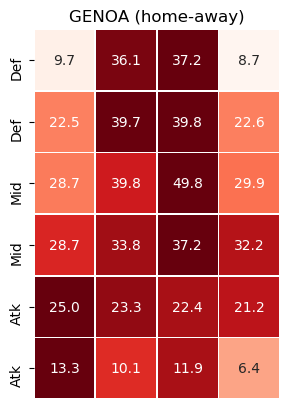 GENOA (home-away)
Def 9.7 36.1 37.2 8.7
Def 22.5 39.7 39.8 22.6
Mid 28.7 39.8 49.8 29.9
Mid 28.7 33.8 37.2 32.2
Atk 25.0 23.3 22.4 21.2
Atk 13.3 10.1 11.9 6.4